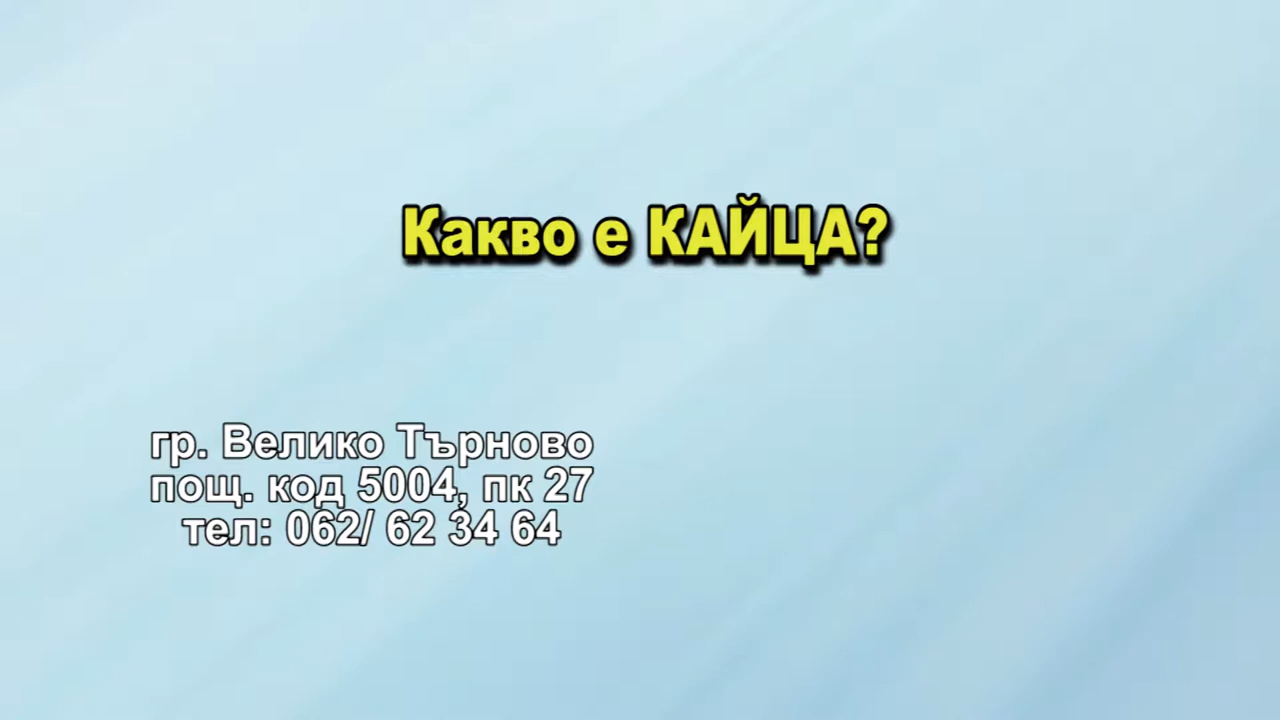 Какво е КАЙЦА?
гр. Велико Търново
пощ. код 5004, пк 27
тел: 062/ 62 34 64